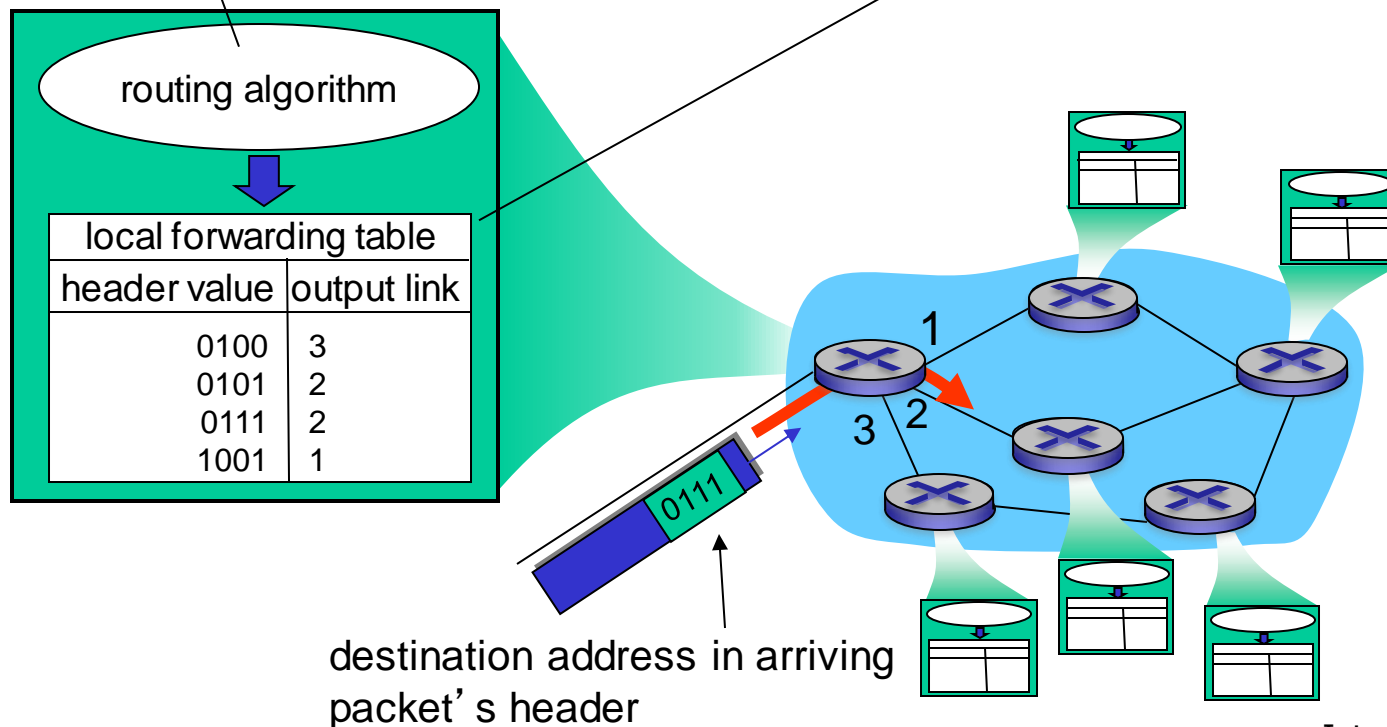 routing algorithm
local forwarding table
header value output link
0100 3
0101 2
0111 2
1001 1
1
2
3
0111
destination address in arriving
packet’s header